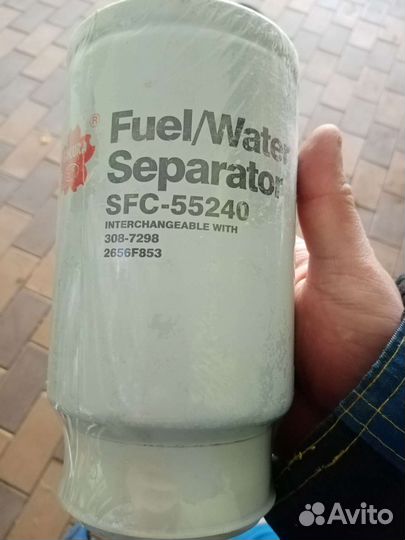 ®
Fuel/Water
Separator
SFC-55240
INTERCHANGEABLE WITH
308-7298
2656F853
Avito